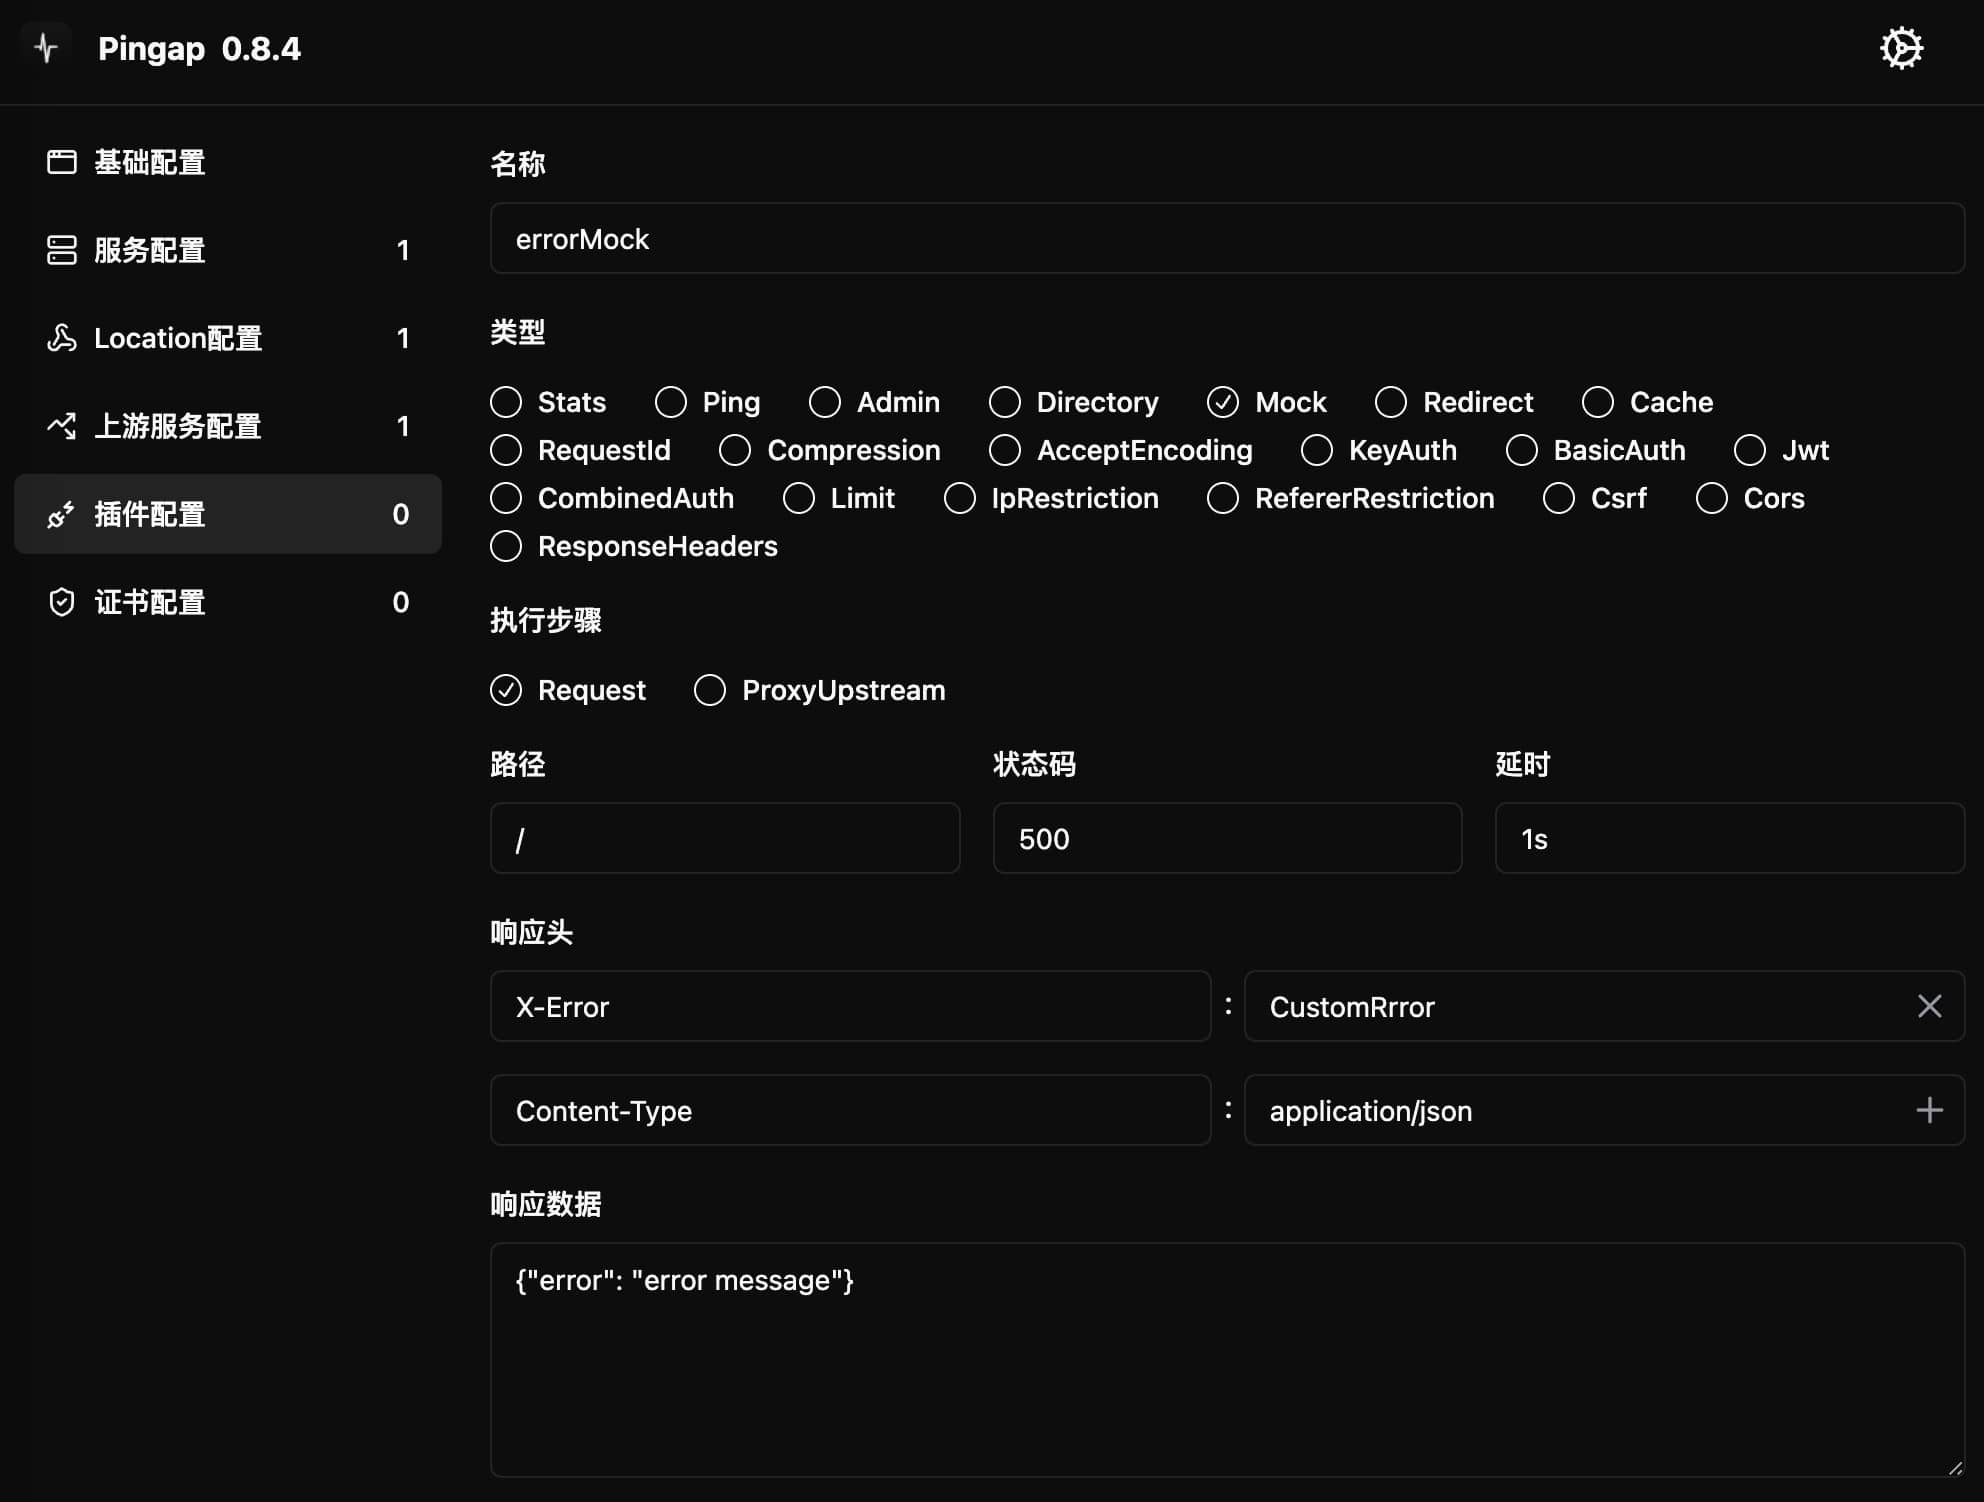 Pingap 0.8.4
基础配置
服务配置 1
Location配置 1
上游服务配置 1
插件配置 0
证书配置 0
名称
errorMock
类型
Stats Ping Admin Directory Mock Redirect Cache
RequestId Compression AcceptEncoding KeyAuth BasicAuth Jwt
CombinedAuth Limit IpRestriction RefererRestriction Csrf Cors
ResponseHeaders
执行步骤
Request ProxyUpstream
路径 状态码 延时
/ 500 1s
响应头
X-Error : CustomRrror
Content-Type : application/json
响应数据
{"error": "error message"}